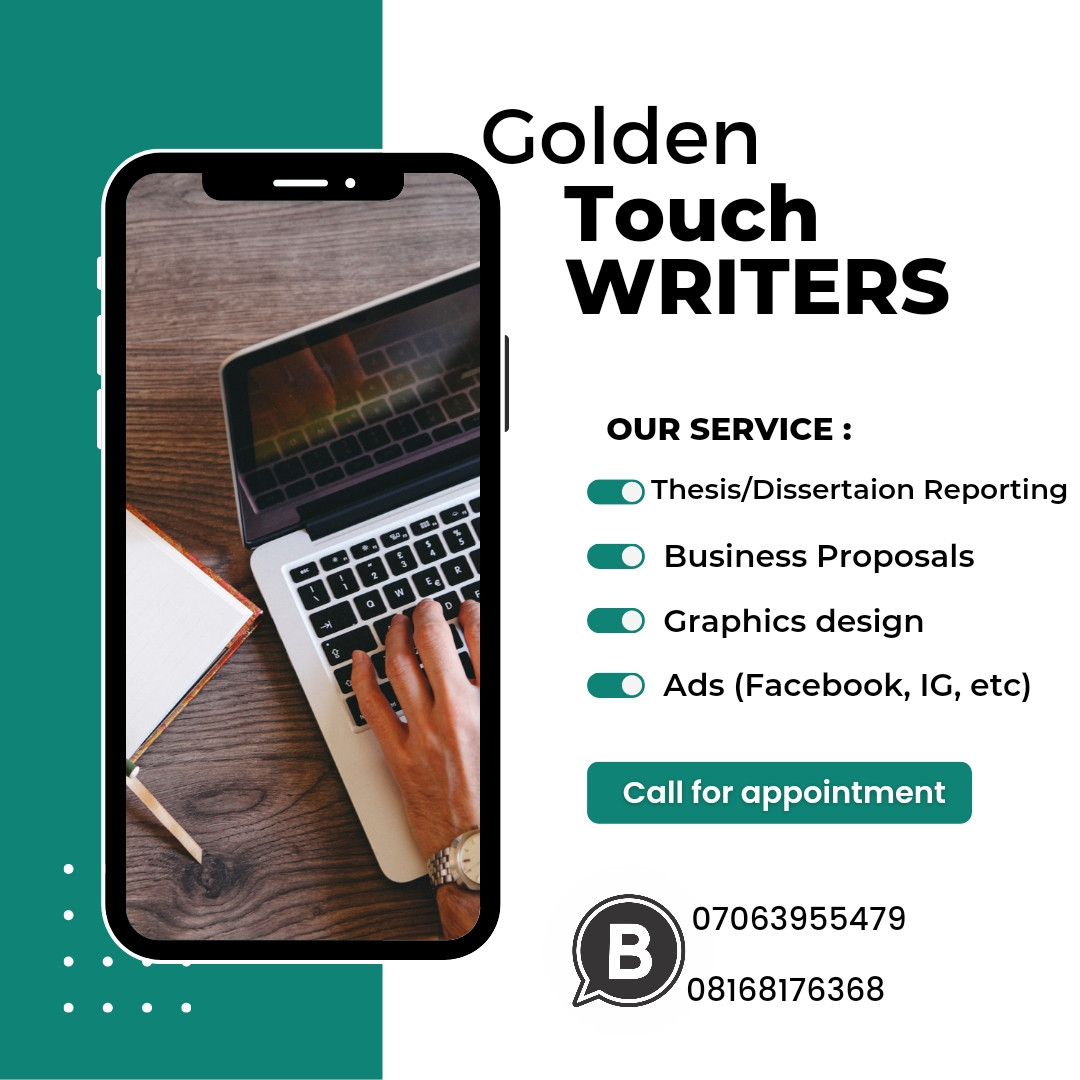 Golden
Touch
WRITERS
OUR SERVICE :
Thesis/Dissertaion Reporting
Business Proposals
Graphics design
Ads (Facebook, IG, etc)
Call for appointment
B
07063955479
08168176368